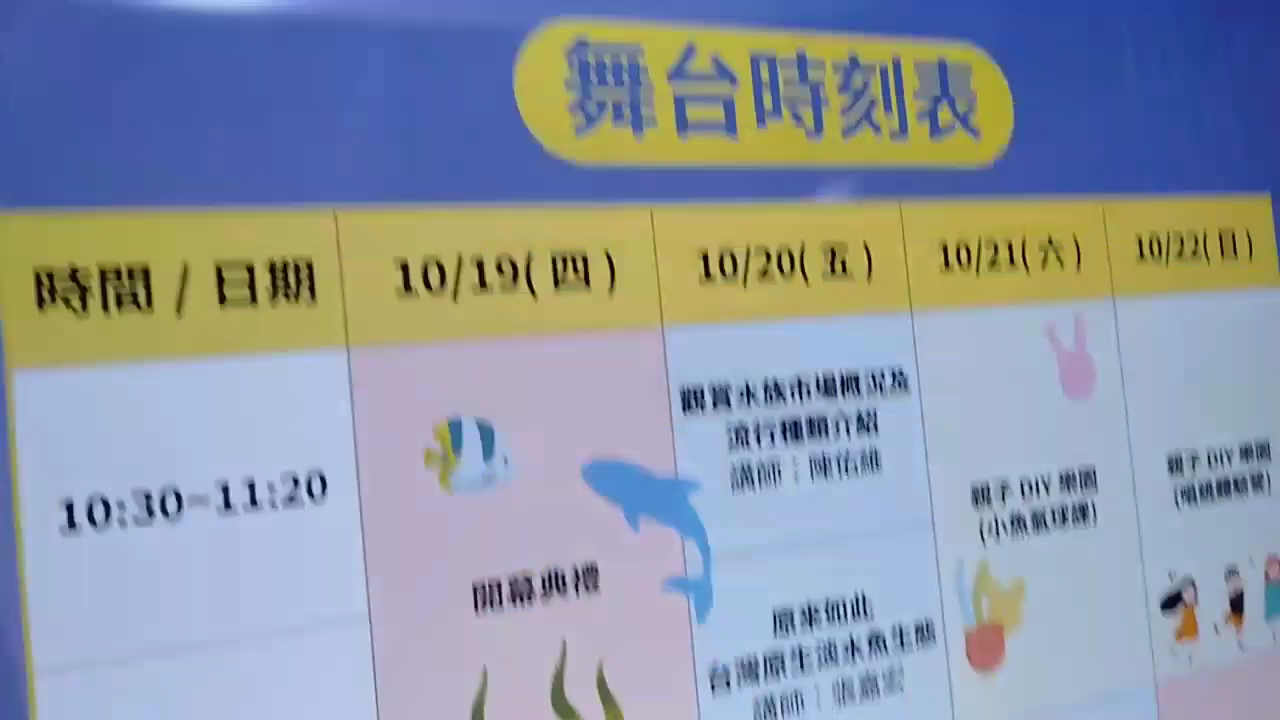 舞台時刻表
時間 / 日期
10/19( 四 )
10/20( 五 )
10/21( 六 )
10/22( 日 )
10:30~11:20
開幕典禮
觀賞水族市場概況及
流行種類介紹
講師：陳佑維
原來如此
台灣原生淡水魚生態
講師：張嘉宏
親子 DIY 樂園
(小魚氣球課)
親子 DIY 樂園